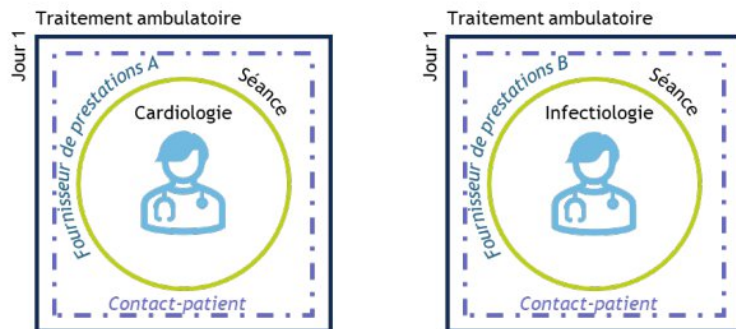 Traitement ambulatoire
Jour 1
Fournisseur de prestations A
Séance
Cardiologie
Contact-patient
Traitement ambulatoire
Jour 1
Fournisseur de prestations B
Séance
Infectiologie
Contact-patient